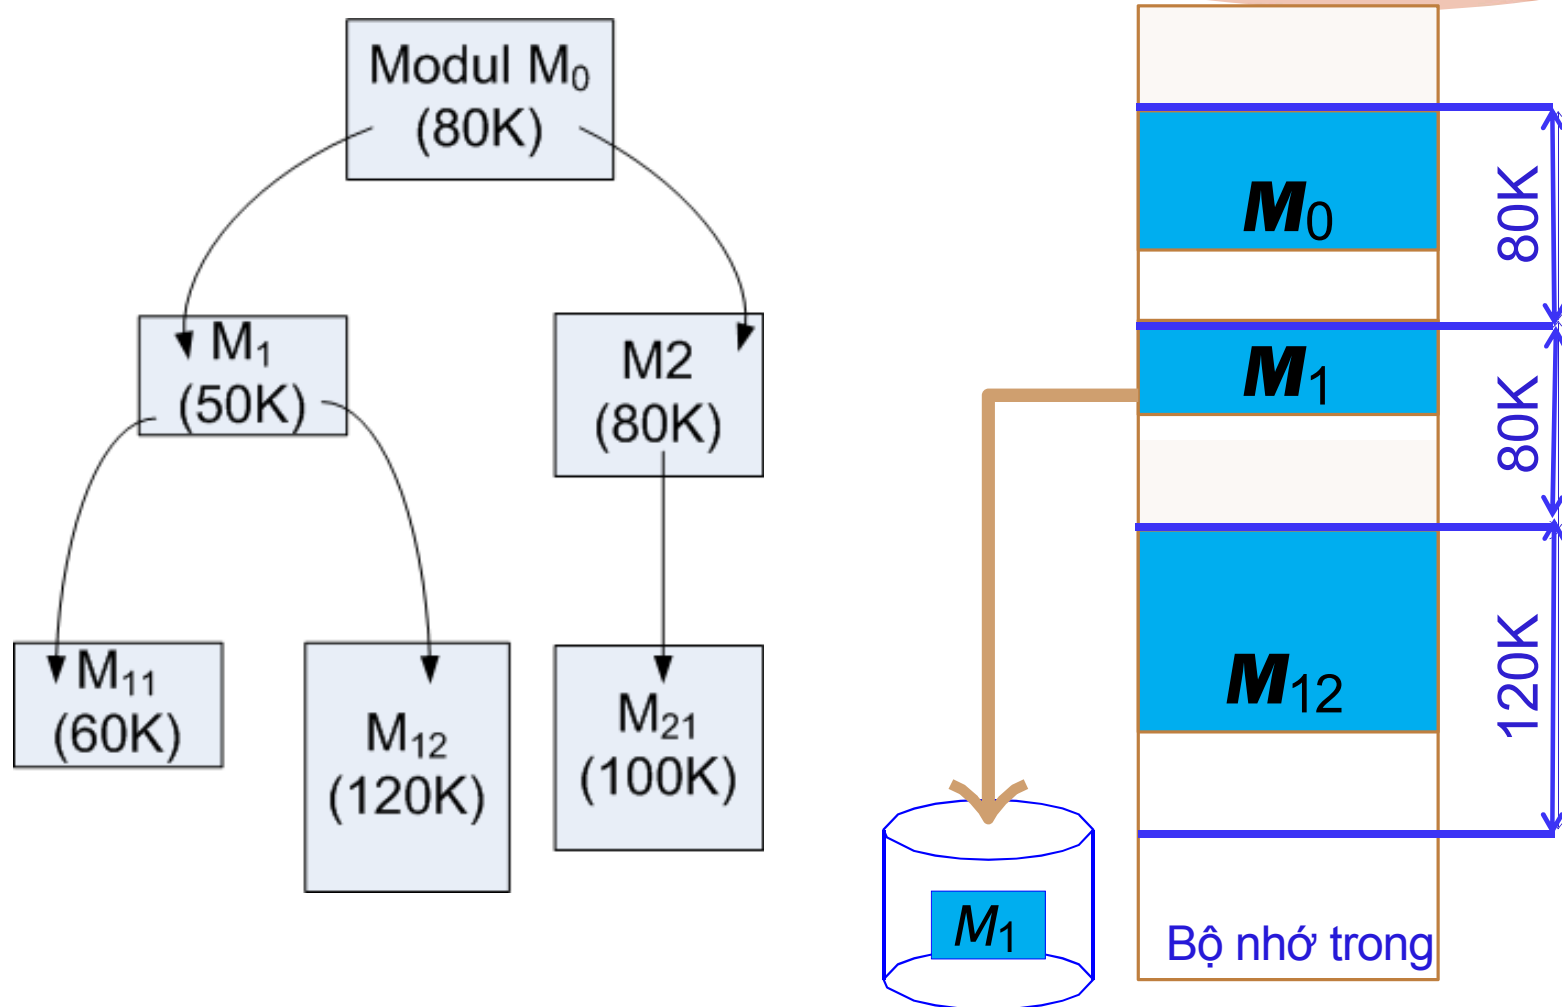 Modul M₀
(80K)
M₁
(50K)
M2
(80K)
M₁₁
(60K)
M₁₂
(120K)
M₂₁
(100K)
M₀
80K
M₁
80K
M₁₂
120K
M₁
Bộ nhớ trong